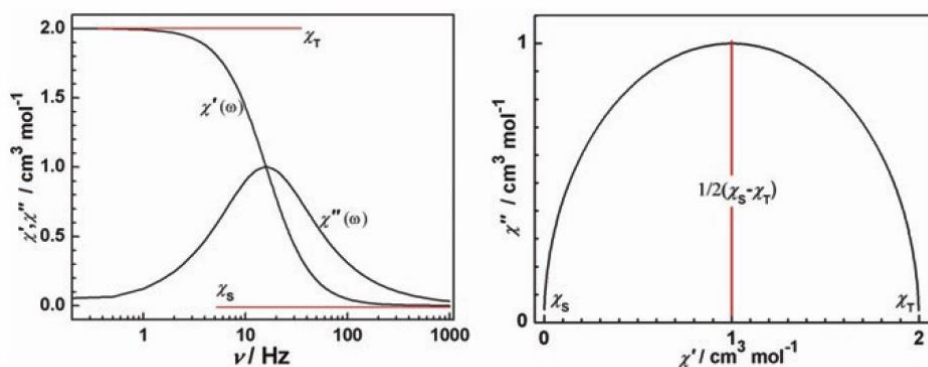 2.0
1.5
1.0
0.5
0.0
χ',χ'' / cm³ mol⁻¹
χT
χ'(ω)
χ''(ω)
χS
1 10 100 1000
ν / Hz
1
0
χ'' / cm³ mol⁻¹
1/2(χS-χT)
χS
χT
0 1 2
χ' / cm³ mol⁻¹